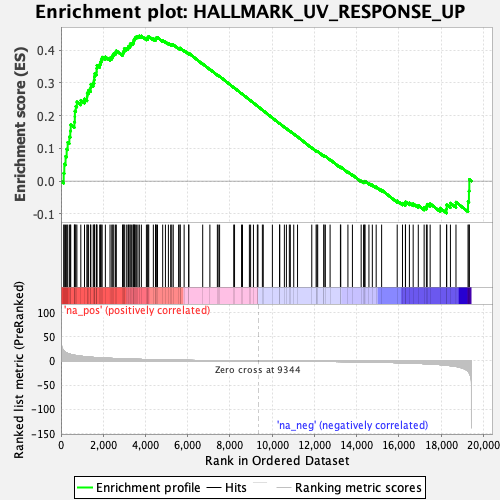 Enrichment plot: HALLMARK_UV_RESPONSE_UP
Enrichment score (ES)
0.4
0.3
0.2
0.1
0.0
-0.1
'na_pos' (positively correlated)
Ranked list metric (PreRanked)
100
50
0
-50
-100
-150
Zero cross at 9344
'na_neg' (negatively correlated)
0
2,000
4,000
6,000
8,000
10,000
12,000
14,000
16,000
18,000
20,000
Rank in Ordered Dataset
Enrichment profile
Hits
Ranking metric scores